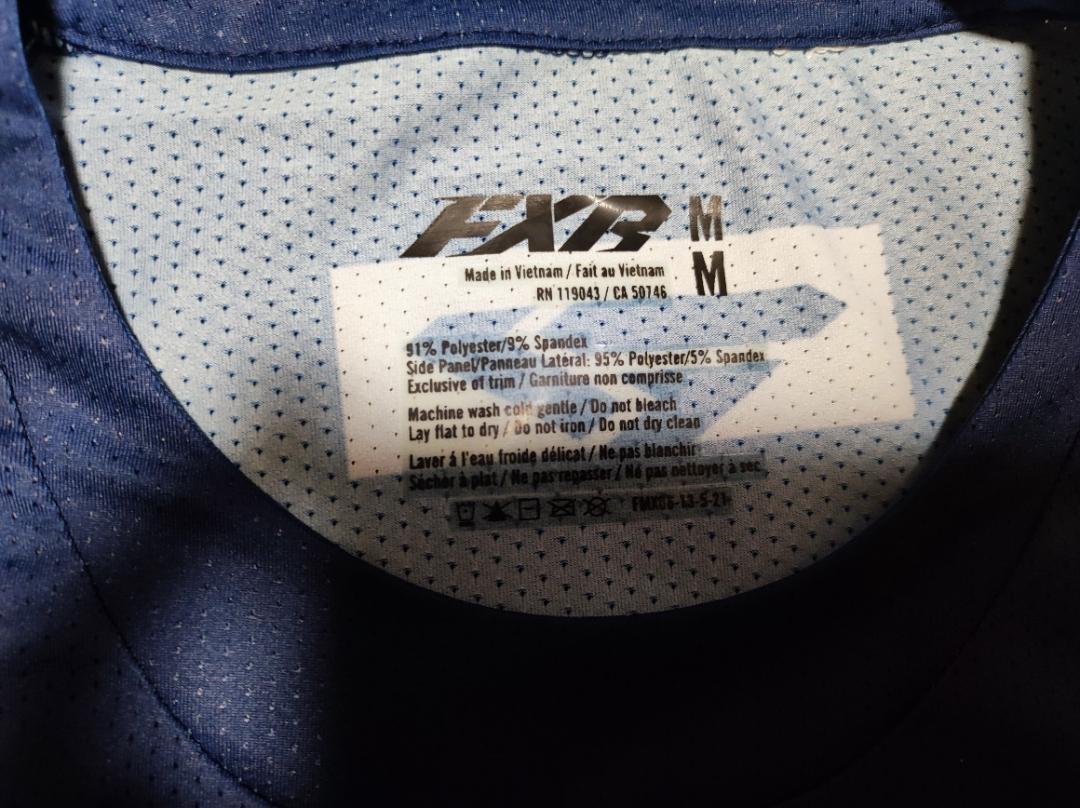 FXR M
M
Made in Vietnam / Fait au Vietnam
RN 119043 / CA 50746
91% Polyester/9% Spandex
Side Panel/Panneau Latéral: 95% Polyester/5% Spandex
Exclusive of trim / Garniture non comprisse
Machine wash cold gentle / Do not bleach
Lay flat to dry / Do not iron / Do not dry clean
Laver á l'eau froide délicat / Ne pas blanchir
Sécher à plat / Ne pas repasser / Né pas nettoyer à sec.